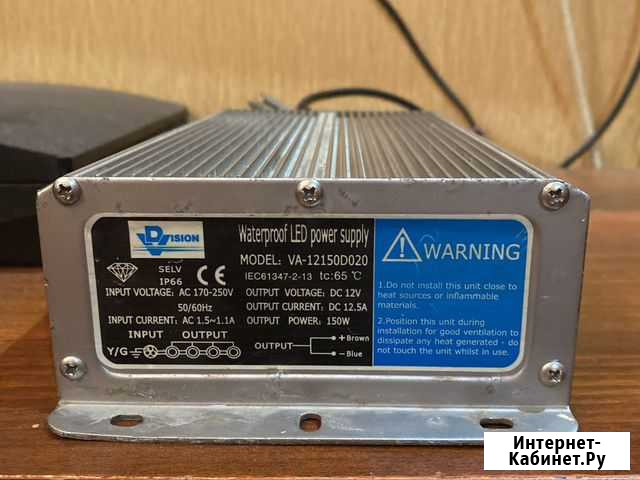 DVISION
Waterproof LED power supply
MODEL: VA-12150D020
SELV
IP66
CE
IEC61347-2-13 tc:65℃
INPUT VOLTAGE: AC 170-250V
50/60Hz
INPUT CURRENT: AC 1.5~1.1A
OUTPUT VOLTAGE: DC 12V
OUTPUT CURRENT: DC 12.5A
OUTPUT POWER: 150W
INPUT OUTPUT
Y/G
OUTPUT
+ Brown
- Blue
WARNING
1.Do not install this unit close to
heat sources or inflammable
materials.
2.Position this unit during
installation for good ventilation to
dissipate any heat generated - do
not touch the unit whilst in use.
Интернет-
Кабинет.Ру